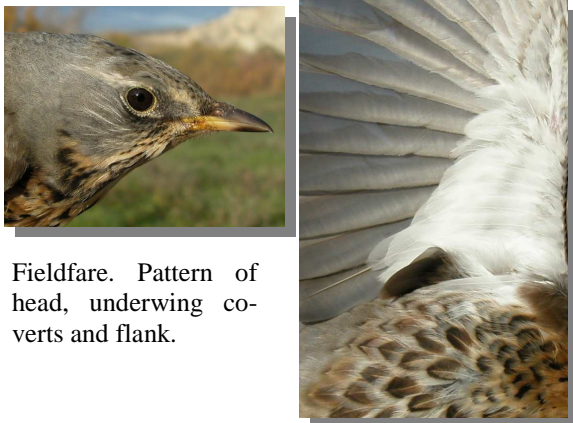 Fieldfare. Pattern of
head, underwing co-
verts and flank.